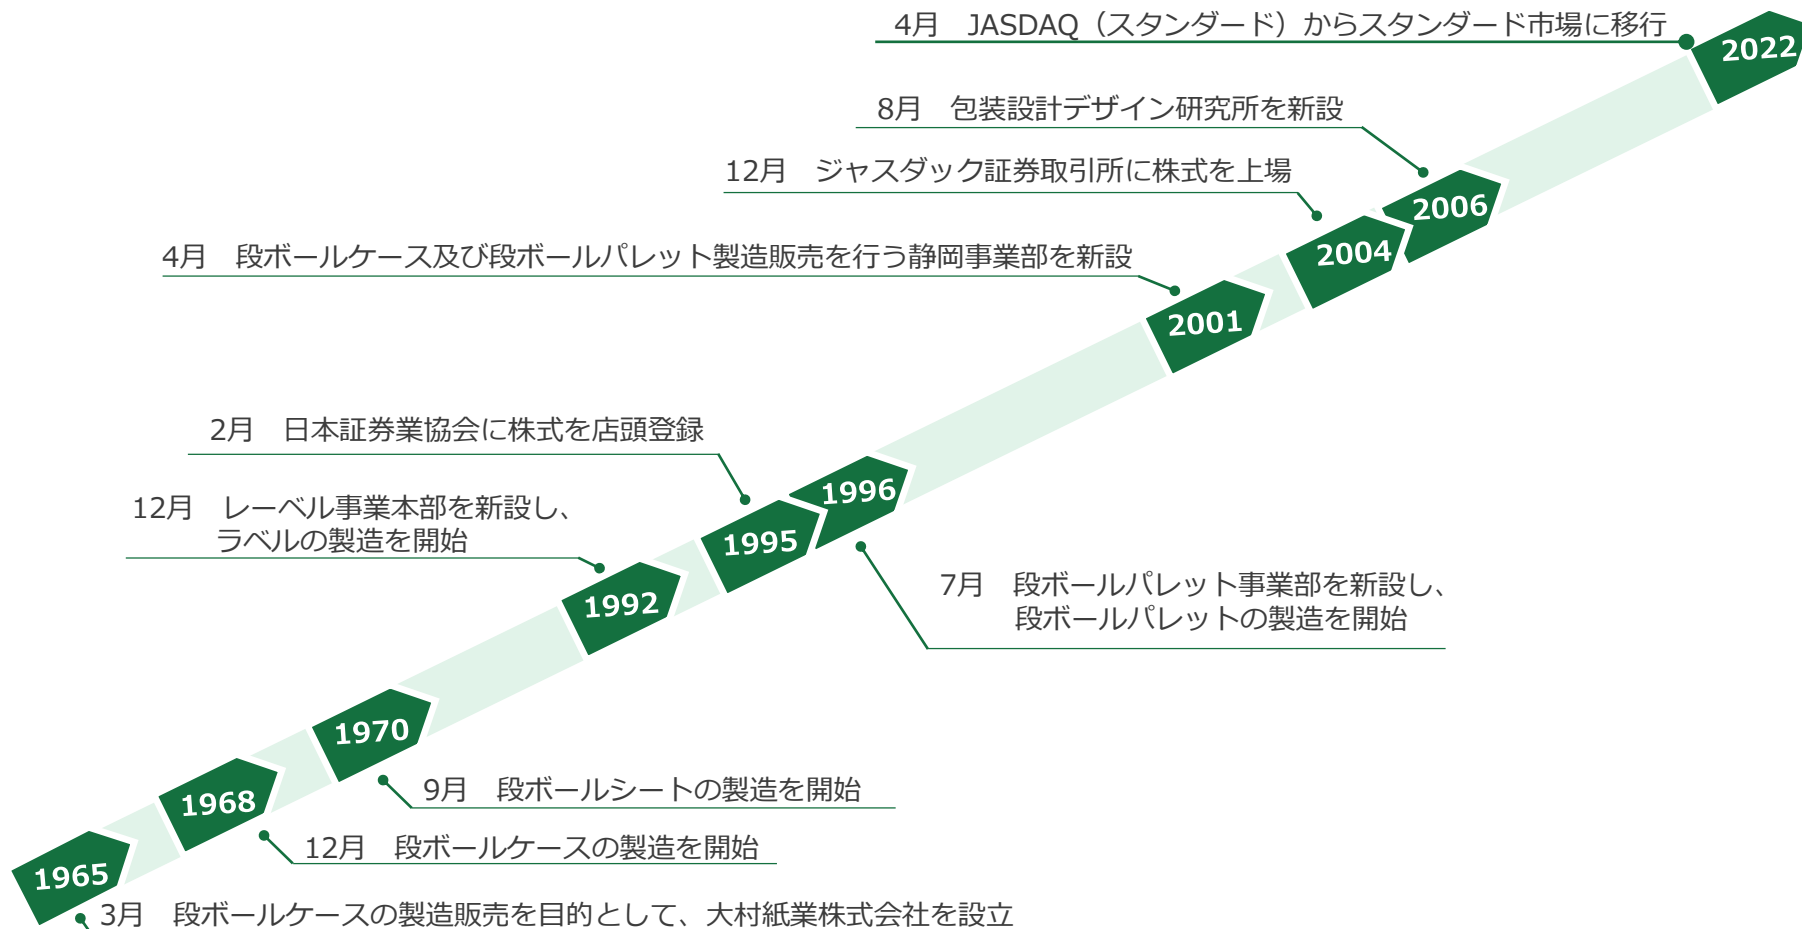 4月　JASDAQ（スタンダード）からスタンダード市場に移行
2022
8月　包装設計デザイン研究所を新設
2006
12月　ジャスダック証券取引所に株式を上場
2004
4月　段ボールケース及び段ボールパレット製造販売を行う静岡事業部を新設
2001
2月　日本証券業協会に株式を店頭登録
1995
1996
7月　段ボールパレット事業部を新設し、
段ボールパレットの製造を開始
12月　レーベル事業本部を新設し、
ラベルの製造を開始
1992
1970
9月　段ボールシートの製造を開始
1968
12月　段ボールケースの製造を開始
1965
3月　段ボールケースの製造販売を目的として、大村紙業株式会社を設立